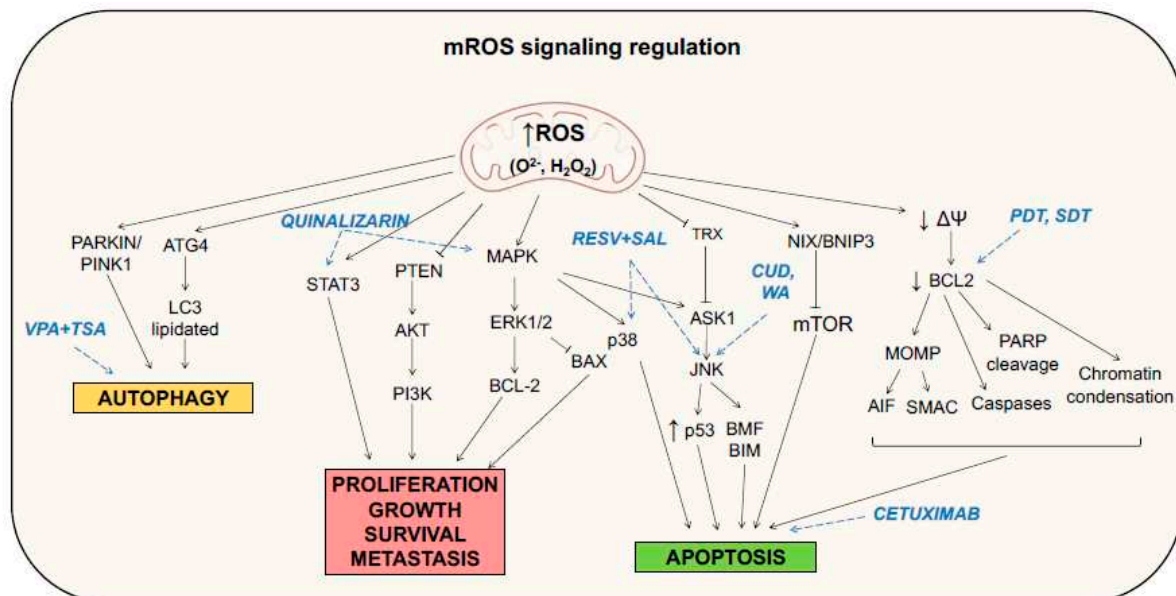 mROS signaling regulation
↑ROS
(O²⁻, H₂O₂)
QUINALIZARIN
PARKIN/
PINK1
ATG4
LC3
lipidated
VPA+TSA
AUTOPHAGY
STAT3
PTEN
AKT
PI3K
MAPK
ERK1/2
BCL-2
BAX
p38
RESV+SAL
TRX
ASK1
JNK
↑ p53
BMF
BIM
CUD,
WA
NIX/BNIP3
mTOR
↓ ΔΨ
PDT, SDT
↓ BCL2
MOMP
AIF
SMAC
Caspases
PARP
cleavage
Chromatin
condensation
CETUXIMAB
PROLIFERATION
GROWTH
SURVIVAL
METASTASIS
APOPTOSIS